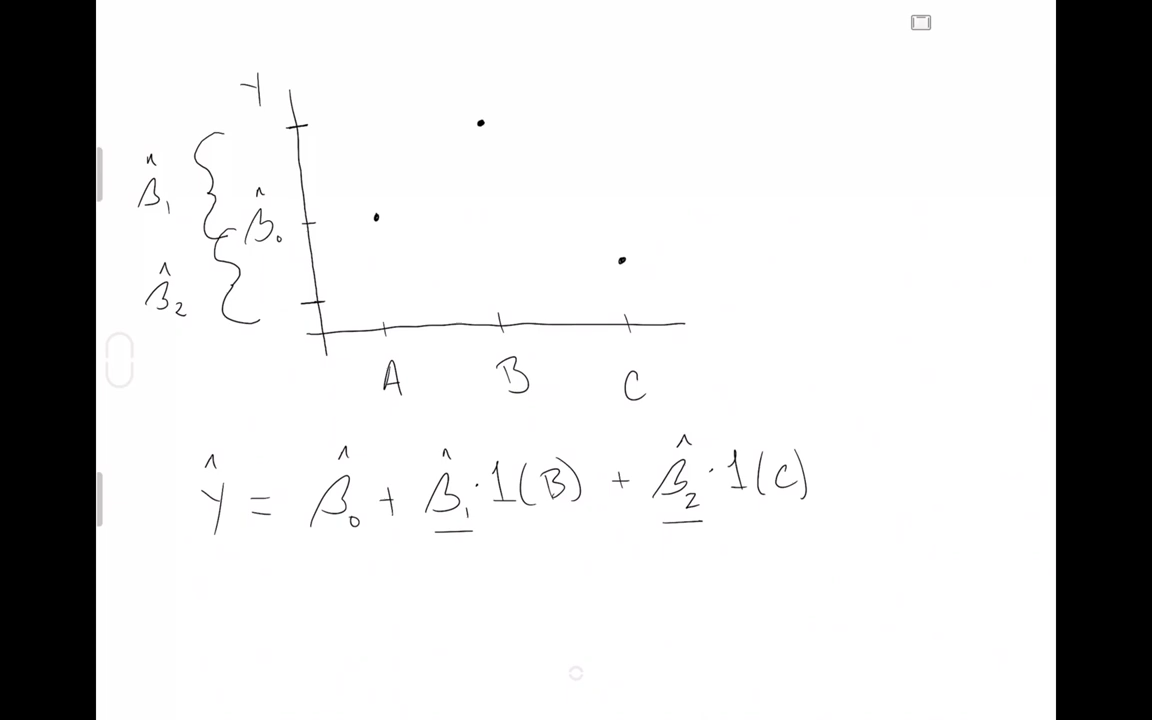 Y
β̂₁
β̂₀
β̂₂
A B C
Ŷ = β̂₀ + β̂₁ · 1(B) + β̂₂ · 1(C)